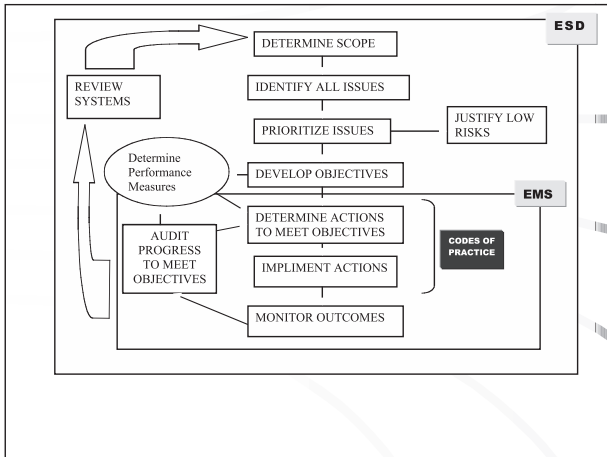 ESD
DETERMINE SCOPE
REVIEW
SYSTEMS
IDENTIFY ALL ISSUES
PRIORITIZE ISSUES
JUSTIFY LOW
RISKS
Determine
Performance
Measures
DEVELOP OBJECTIVES
EMS
DETERMINE ACTIONS
TO MEET OBJECTIVES
AUDIT
PROGRESS
TO MEET
OBJECTIVES
CODES OF
PRACTICE
IMPLIMENT ACTIONS
MONITOR OUTCOMES